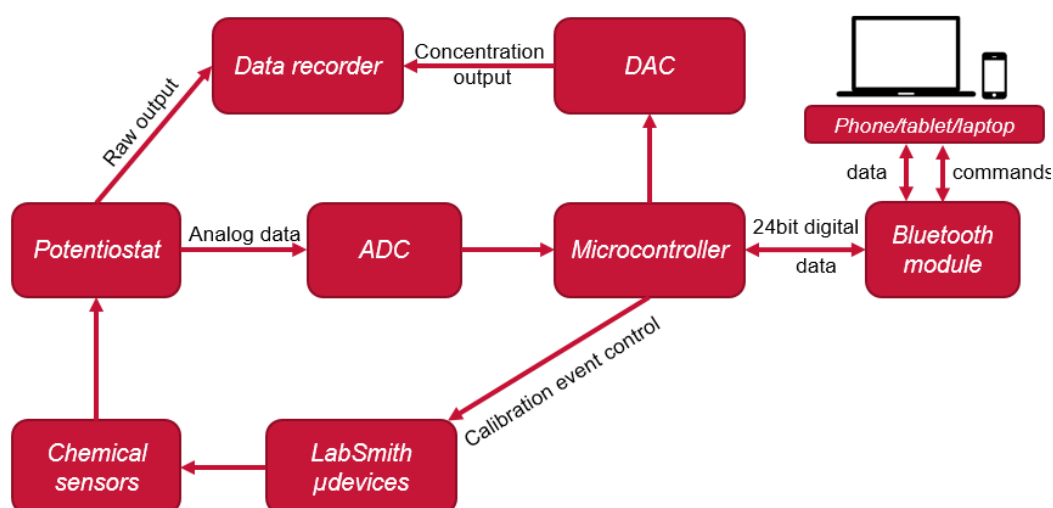 Data recorder
Concentration
output
DAC
Phone/tablet/laptop
Raw output
data
commands
Potentiostat
Analog data
ADC
Microcontroller
24bit digital
data
Bluetooth
module
Calibration event control
Chemical
sensors
LabSmith
µdevices